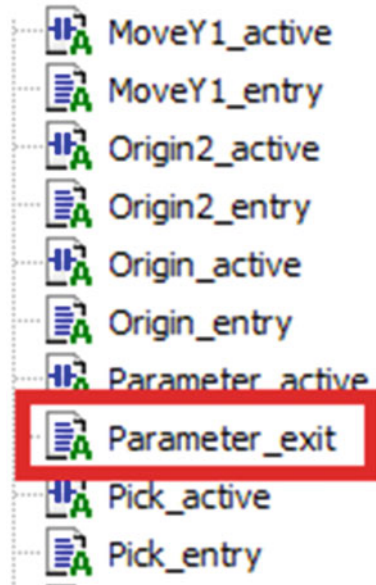 MoveY1_active
MoveY1_entry
Origin2_active
Origin2_entry
Origin_active
Origin_entry
Parameter_active
Parameter_exit
Pick_active
Pick_entry